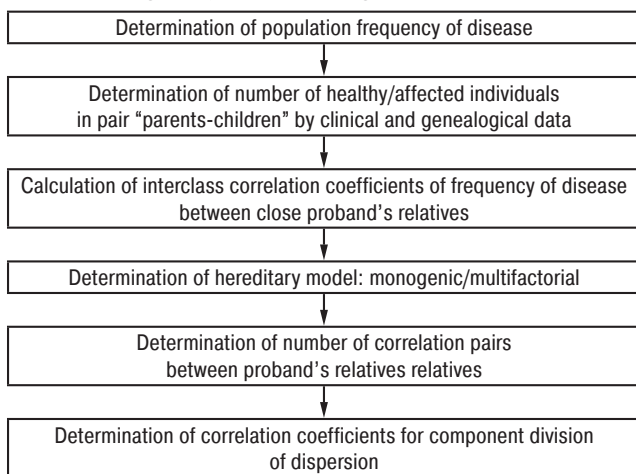 Determination of population frequency of disease
Determination of number of healthy/affected individuals
in pair “parents-children” by clinical and genealogical data
Calculation of interclass correlation coefficients of frequency of disease
between close proband’s relatives
Determination of hereditary model: monogenic/multifactorial
Determination of number of correlation pairs
between proband’s relatives relatives
Determination of correlation coefficients for component division
of dispersion